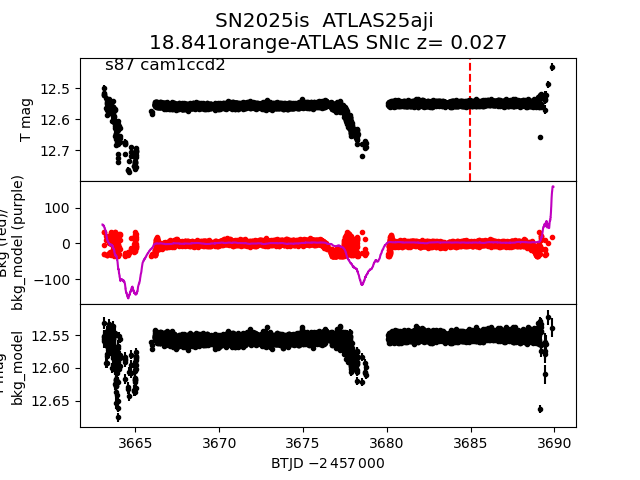 SN2025is  ATLAS25aji
18.841orange-ATLAS SNIc z= 0.027
s87 cam1ccd2
T mag
12.5
12.6
12.7
bkg_model (purple)
100
0
−100
bkg_model
12.55
12.60
12.65
3665 3670 3675 3680 3685 3690
BTJD −2 457 000